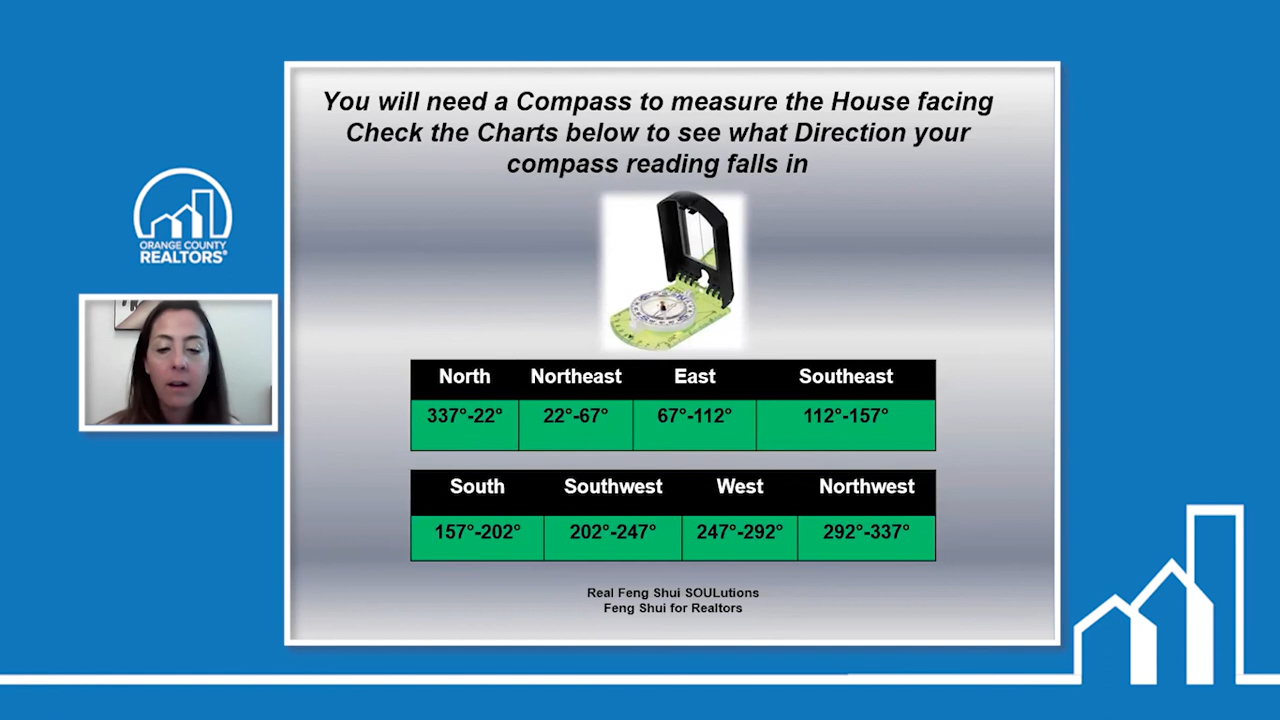 You will need a Compass to measure the House facing
Check the Charts below to see what Direction your
compass reading falls in
ORANGE COUNTY
REALTORS®
North Northeast East Southeast
337°-22° 22°-67° 67°-112° 112°-157°
South Southwest West Northwest
157°-202° 202°-247° 247°-292° 292°-337°
Real Feng Shui SOULutions
Feng Shui for Realtors